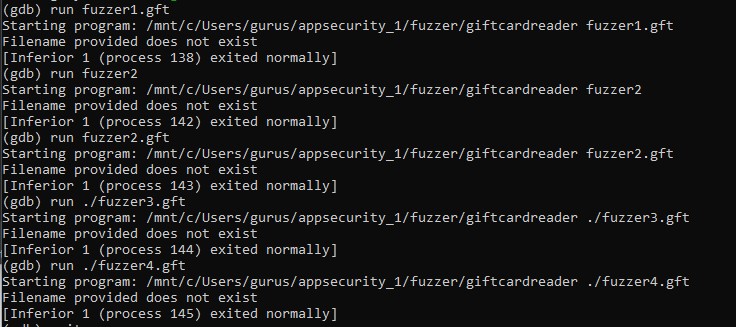 (gdb) run fuzzer1.gft
Starting program: /mnt/c/Users/gurus/appsecurity_1/fuzzer/giftcardreader fuzzer1.gft
Filename provided does not exist
[Inferior 1 (process 138) exited normally]
(gdb) run fuzzer2
Starting program: /mnt/c/Users/gurus/appsecurity_1/fuzzer/giftcardreader fuzzer2
Filename provided does not exist
[Inferior 1 (process 142) exited normally]
(gdb) run fuzzer2.gft
Starting program: /mnt/c/Users/gurus/appsecurity_1/fuzzer/giftcardreader fuzzer2.gft
Filename provided does not exist
[Inferior 1 (process 143) exited normally]
(gdb) run ./fuzzer3.gft
Starting program: /mnt/c/Users/gurus/appsecurity_1/fuzzer/giftcardreader ./fuzzer3.gft
Filename provided does not exist
[Inferior 1 (process 144) exited normally]
(gdb) run ./fuzzer4.gft
Starting program: /mnt/c/Users/gurus/appsecurity_1/fuzzer/giftcardreader ./fuzzer4.gft
Filename provided does not exist
[Inferior 1 (process 145) exited normally]